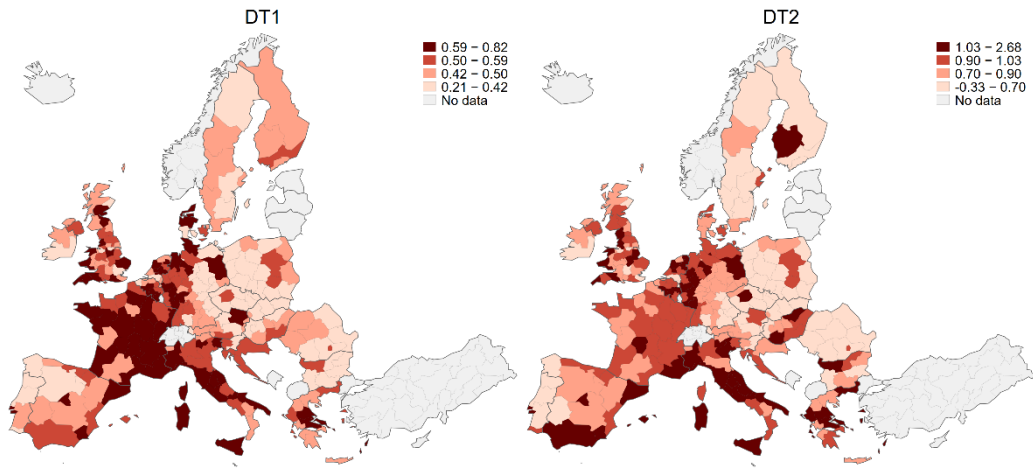 DT1
0.59 – 0.82
0.50 – 0.59
0.42 – 0.50
0.21 – 0.42
No data
DT2
1.03 – 2.68
0.90 – 1.03
0.70 – 0.90
-0.33 – 0.70
No data